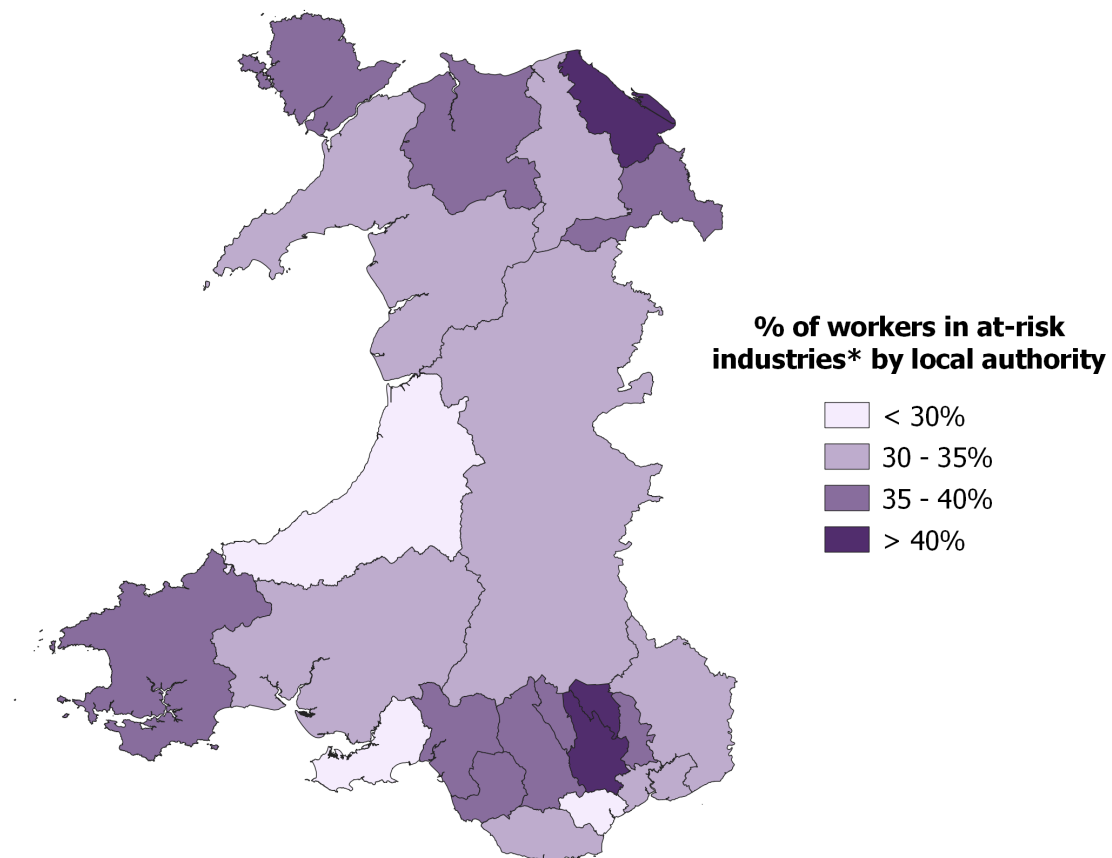 % of workers in at-risk
industries* by local authority
< 30%
30 - 35%
35 - 40%
> 40%